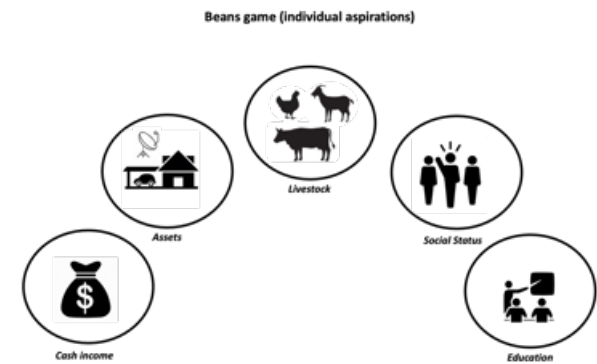 Beans game (individual aspirations)
Livestock
Assets
Social Status
$
Cash income
Education